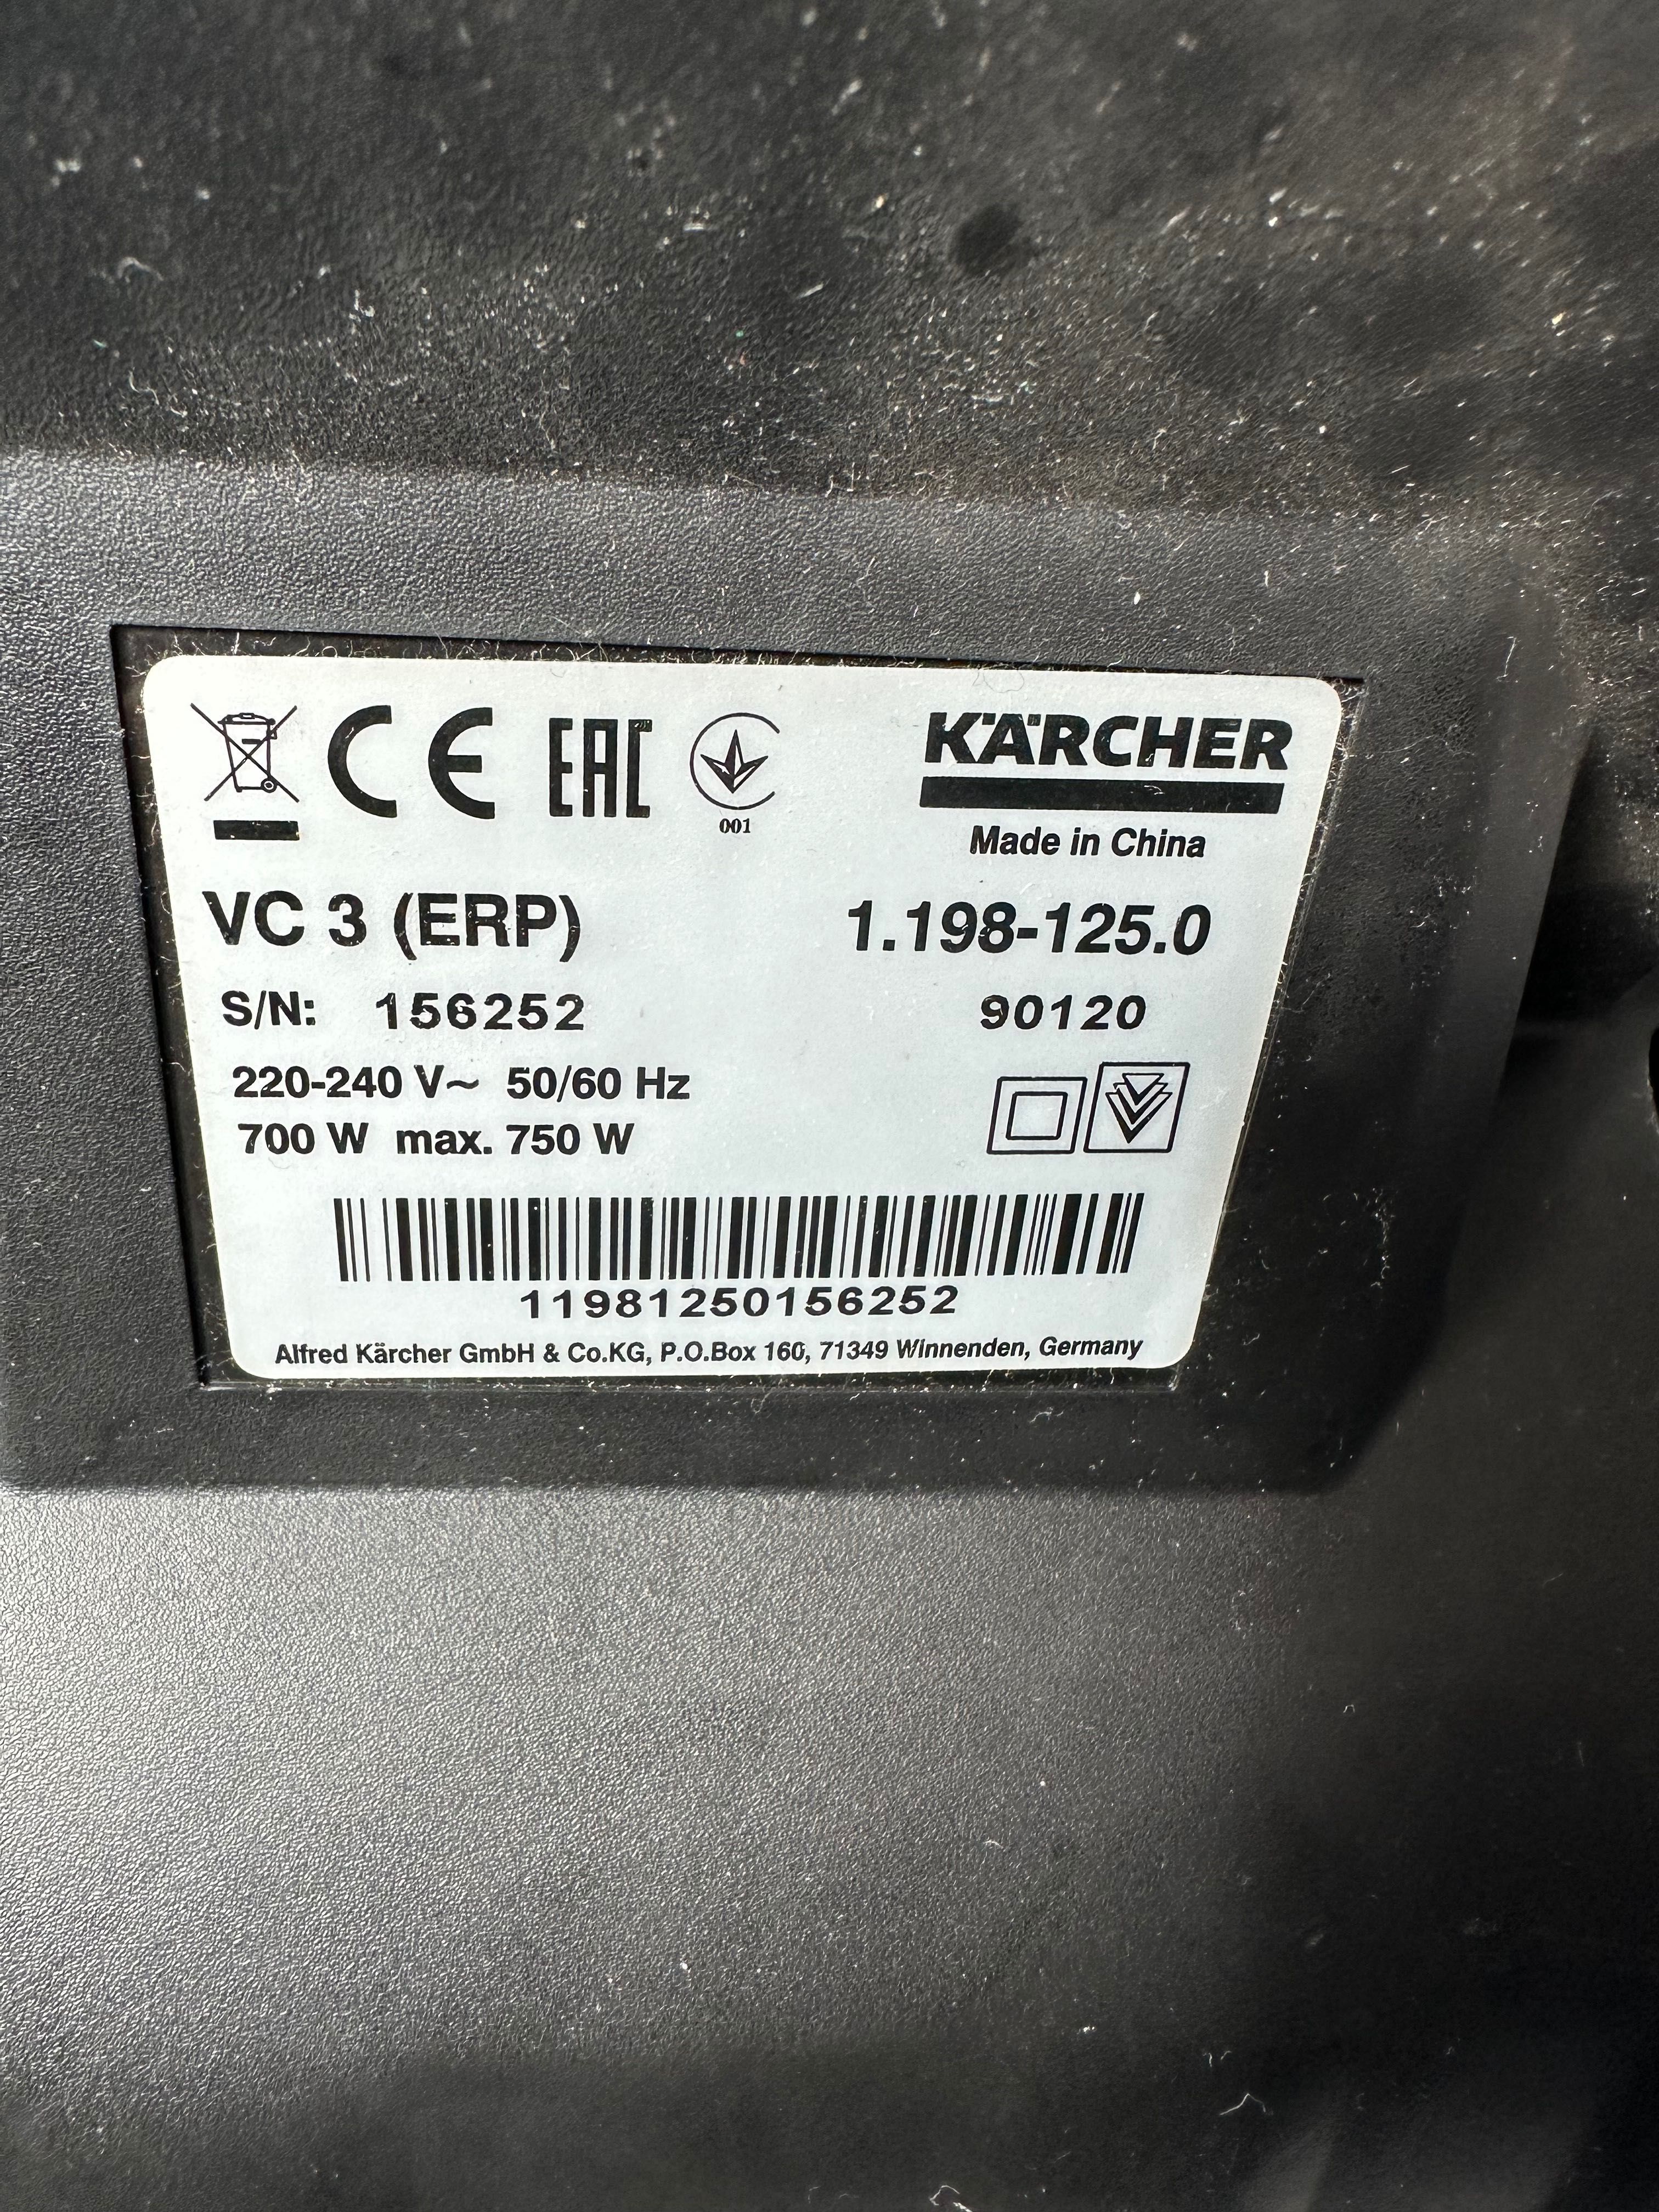 CE EAC
001
KÄRCHER
Made in China
VC 3 (ERP) 1.198-125.0
S/N: 156252 90120
220-240 V~ 50/60 Hz
700 W max. 750 W
11981250156252
Alfred Kärcher GmbH & Co.KG, P.O.Box 160, 71349 Winnenden, Germany